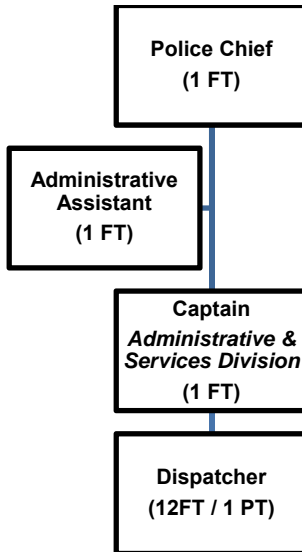 Police Chief
(1 FT)
Administrative
Assistant
(1 FT)
Captain
Administrative &
Services Division
(1 FT)
Dispatcher
(12FT / 1 PT)